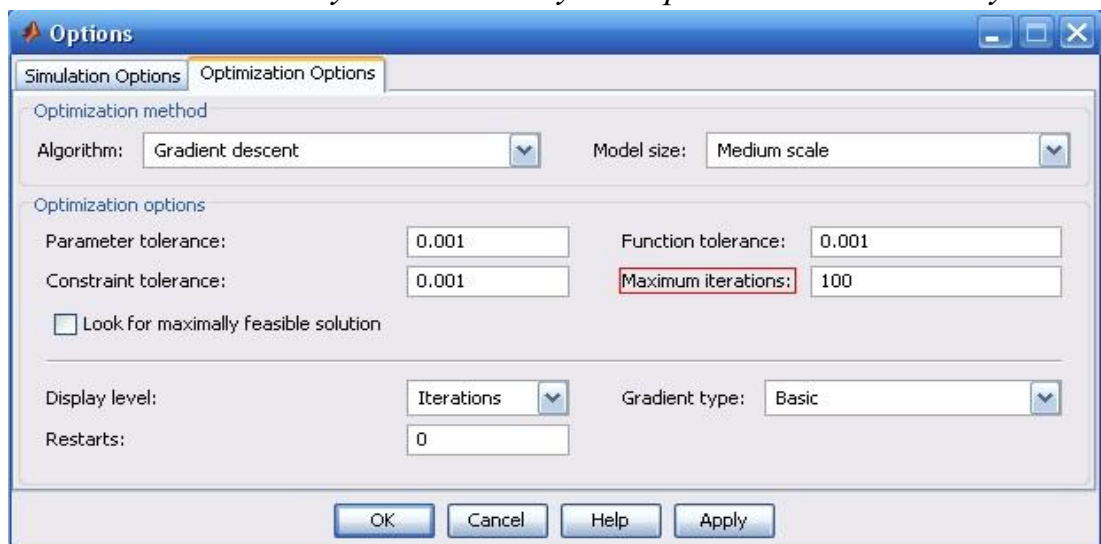 Options
Simulation Options Optimization Options
Optimization method
Algorithm: Gradient descent Model size: Medium scale
Optimization options
Parameter tolerance: 0.001 Function tolerance: 0.001
Constraint tolerance: 0.001 Maximum iterations: 100
Look for maximally feasible solution
Display level: Iterations Gradient type: Basic
Restarts: 0
OK Cancel Help Apply